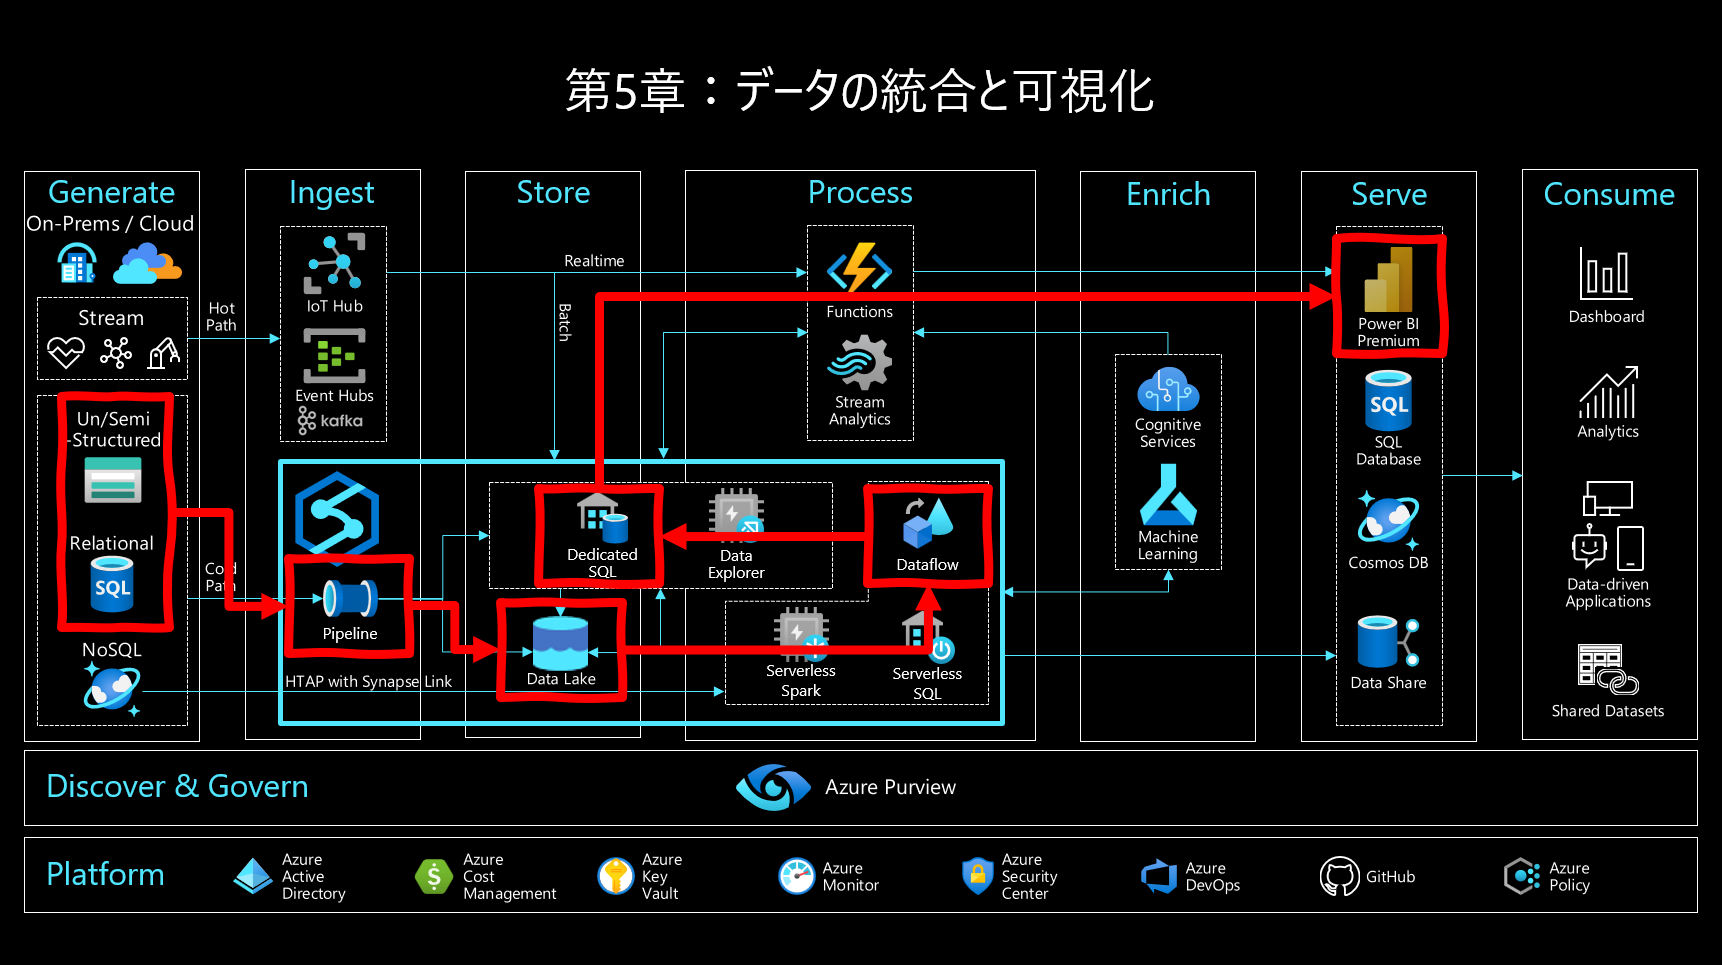 第5章：データの統合と可視化
Generate
On-Prems / Cloud
Stream
Un/Semi
-Structured
Relational
SQL
NoSQL
Hot
Path
Cold
Path
Ingest
IoT Hub
Event Hubs
kafka
Pipeline
HTAP with Synapse Link
Store
Realtime
Batch
Dedicated
SQL
Data Lake
Process
Functions
Stream
Analytics
Data
Explorer
Dataflow
Serverless
Spark
Serverless
SQL
Enrich
Cognitive
Services
Machine
Learning
Serve
Power BI
Premium
SQL
SQL
Database
Cosmos DB
Data Share
Consume
Dashboard
Analytics
Data-driven
Applications
Shared Datasets
Discover & Govern
Azure Purview
Platform
Azure
Active
Directory
Azure
Cost
Management
Azure
Key
Vault
Azure
Monitor
Azure
Security
Center
Azure
DevOps
GitHub
Azure
Policy